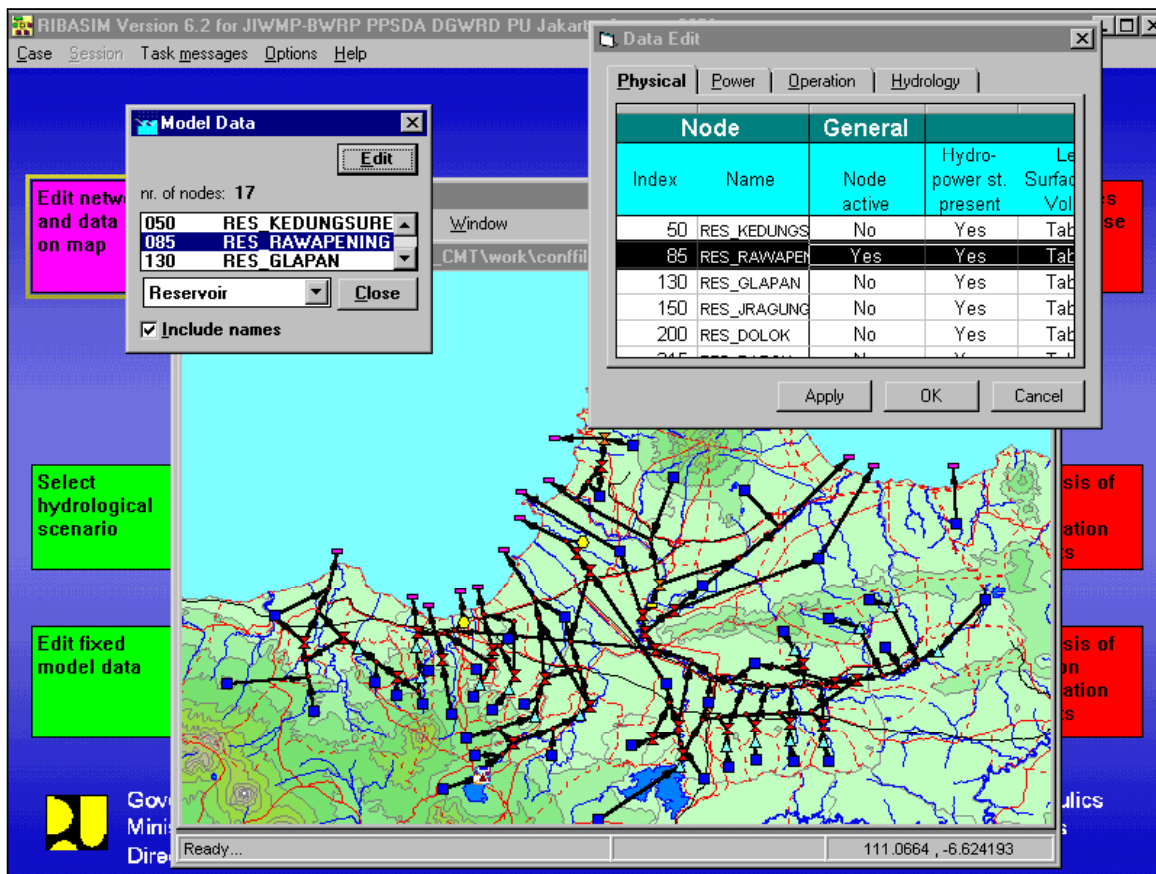 RIBASIM Version 6.2 for JIWMP-BWRP PPSDA DGWRD PU Jakarta
Case Session Task messages Options Help
Data Edit
Physical Power Operation Hydrology
Node General
Index Name Node active Hydro- power st. present
50 RES_KEDUNGS No Yes Tab
85 RES_RAWAPEN Yes Yes Tab
130 RES_GLAPAN No Yes Tab
150 RES_JRAGUNG No Yes Tab
200 RES_DOLOK No Yes Tab
Apply OK Cancel
Model Data
Edit
nr. of nodes: 17
050 RES_KEDUNGSURE
085 RES_RAWAPENING
130 RES_GLAPAN
Reservoir Close
Include names
Edit netw
and data
on map
Window
_CMT\work\conffil
Select
hydrological
scenario
Edit fixed
model data
Gov
Minis
Dire
Ready...
111.0664 , -6.624193